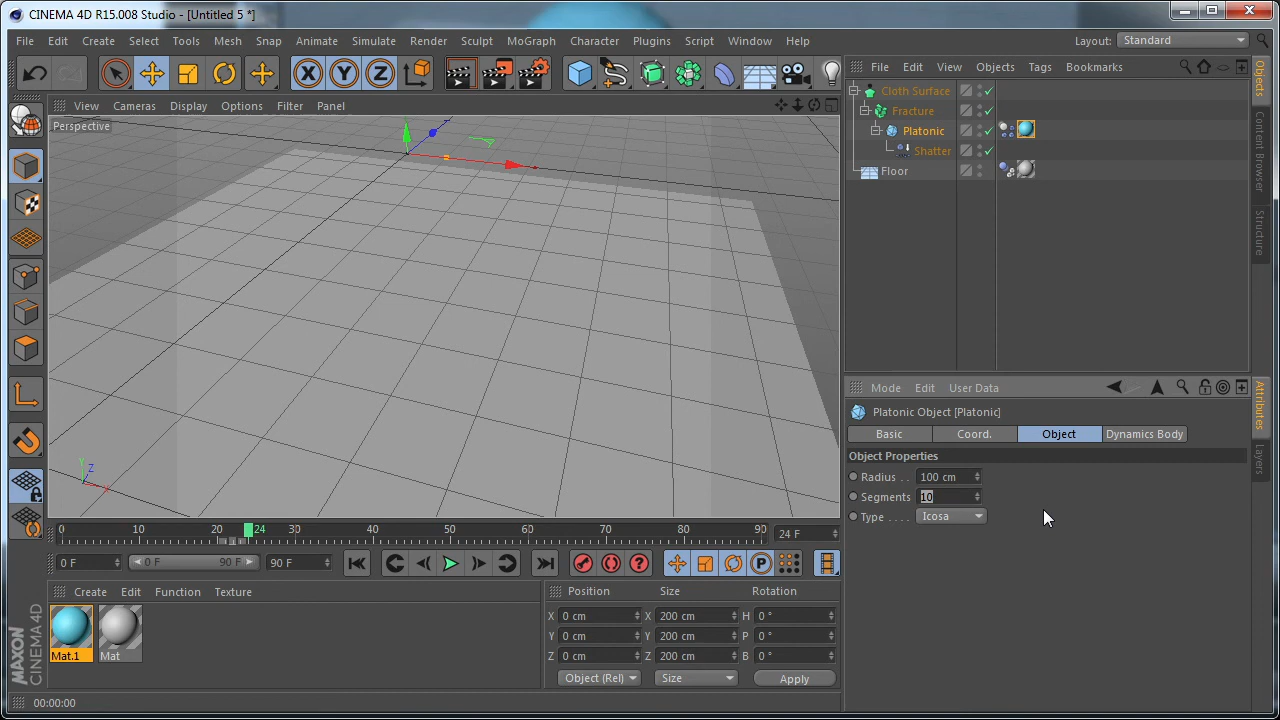 CINEMA 4D R15.008 Studio - [Untitled 5 *]
File Edit Create Select Tools Mesh Snap Animate Simulate Render Sculpt MoGraph Character Plugins Script Window Help Layout: Standard
X Y Z
File Edit View Objects Tags Bookmarks
Cloth Surface
Fracture
Platonic
Shatter
Floor
Objects
Content Browser
Structure
View Cameras Display Options Filter Panel
Perspective
Y
Z
X
Mode Edit User Data
Platonic Object [Platonic]
Basic Coord. Object Dynamics Body
Object Properties
Radius . . 100 cm
Segments 10
Type . . . . Icosa
Attributes
Layers
0 10 20 24 30 40 50 60 70 80 90 24 F
0 F 0 F 90 F 90 F
P
Create Edit Function Texture
Mat.1 Mat
Position Size Rotation
X 0 cm X 200 cm H 0 °
Y 0 cm Y 200 cm P 0 °
Z 0 cm Z 200 cm B 0 °
Object (Rel) Size Apply
MAXON
CINEMA 4D
00:00:00